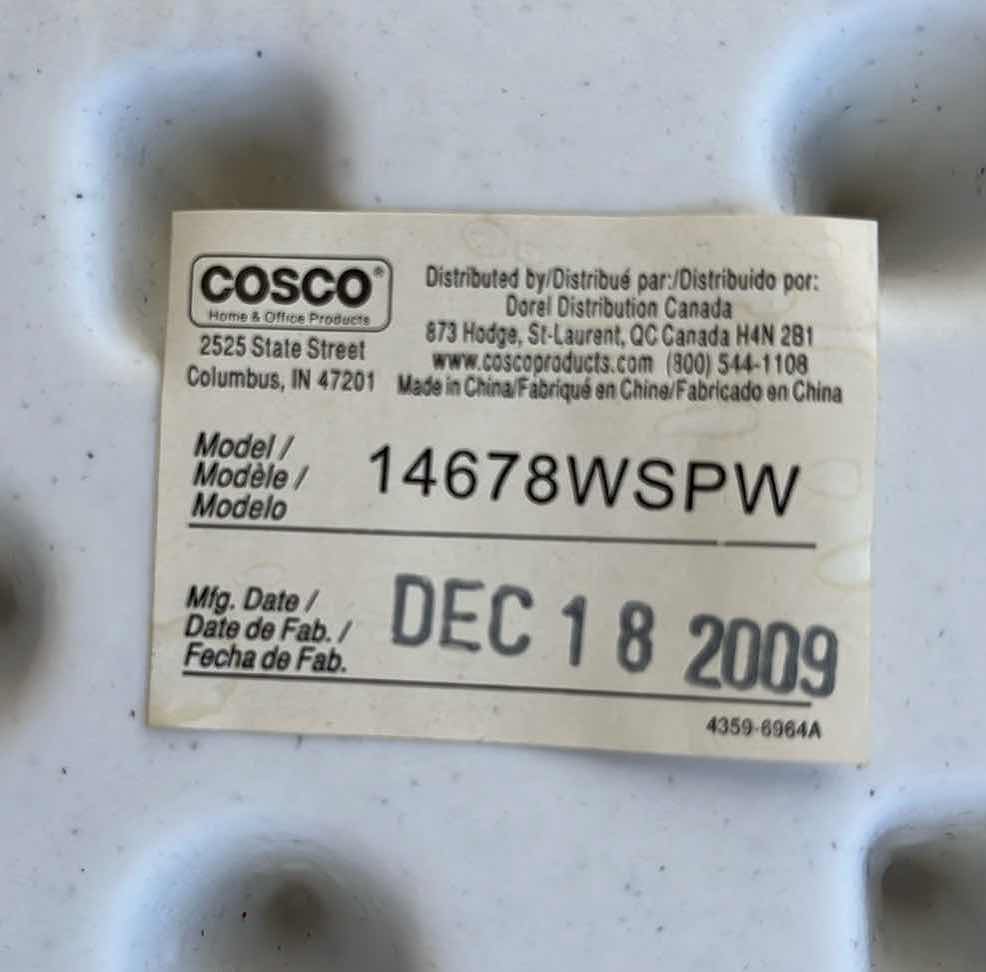 COSCO®
Home & Office Products
2525 State Street
Columbus, IN 47201
Distributed by/Distribué par:/Distribuido por:
Dorel Distribution Canada
873 Hodge, St-Laurent, QC Canada H4N 2B1
www.coscoproducts.com (800) 544-1108
Made in China/Fabriqué en Chine/Fabricado en China
Model /
Modèle /
Modelo
14678WSPW
Mfg. Date /
Date de Fab. /
Fecha de Fab.
DEC 18 2009
4359-6964A